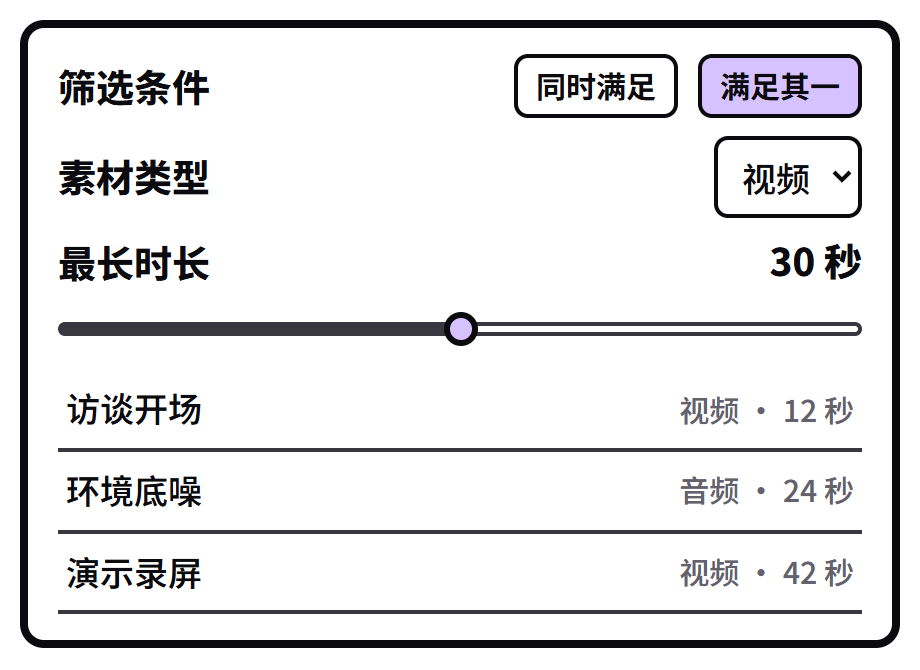 筛选条件 同时满足 满足其一
素材类型 视频
最长时长 30 秒
访谈开场 视频 · 12 秒
环境底噪 音频 · 24 秒
演示录屏 视频 · 42 秒